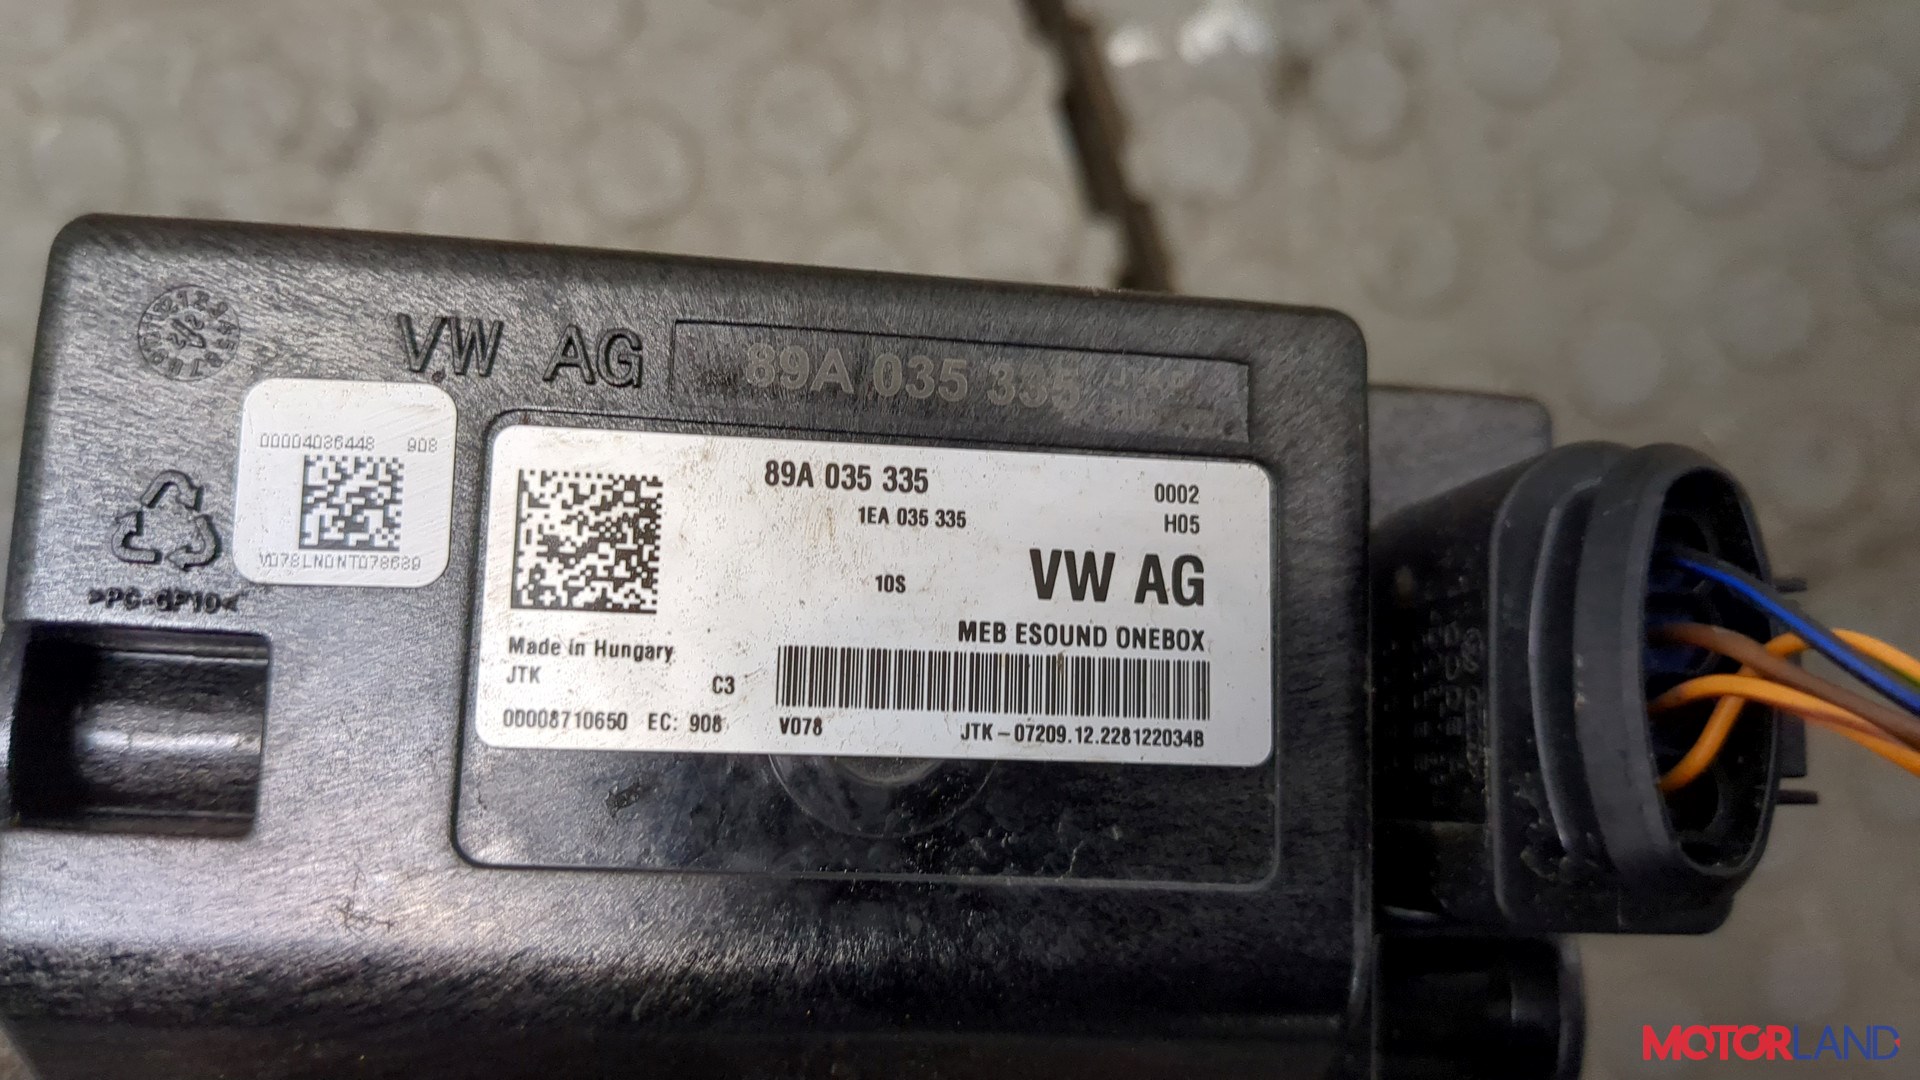 VW AG
89A 035 335
00004036448 908
V078LN0NT078639
>PC-GF10<
89A 035 335
0002
1EA 035 335
H05
10S
VW AG
MEB ESOUND ONEBOX
Made in Hungary
JTK
C3
00008710650 EC: 908
V078
JTK-07209.12.228122034B
MOTORLAND